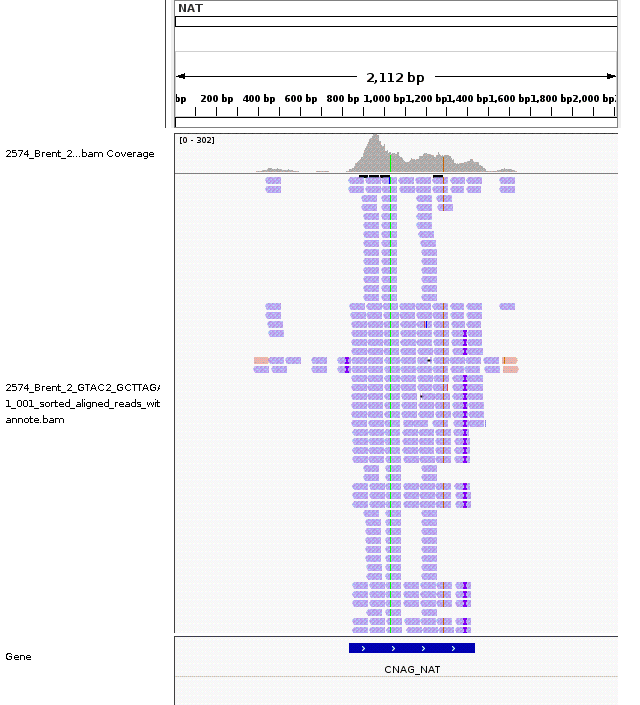 NAT
2,112 bp
bp 200 bp 400 bp 600 bp 800 bp 1,000 bp 1,200 bp 1,400 bp 1,600 bp 1,800 bp 2,000 bp 2
[0 - 302]
2574_Brent_2...bam Coverage
2574_Brent_2_GTAC2_GCTTAGA
1_001_sorted_aligned_reads_wit
annote.bam
Gene
CNAG_NAT